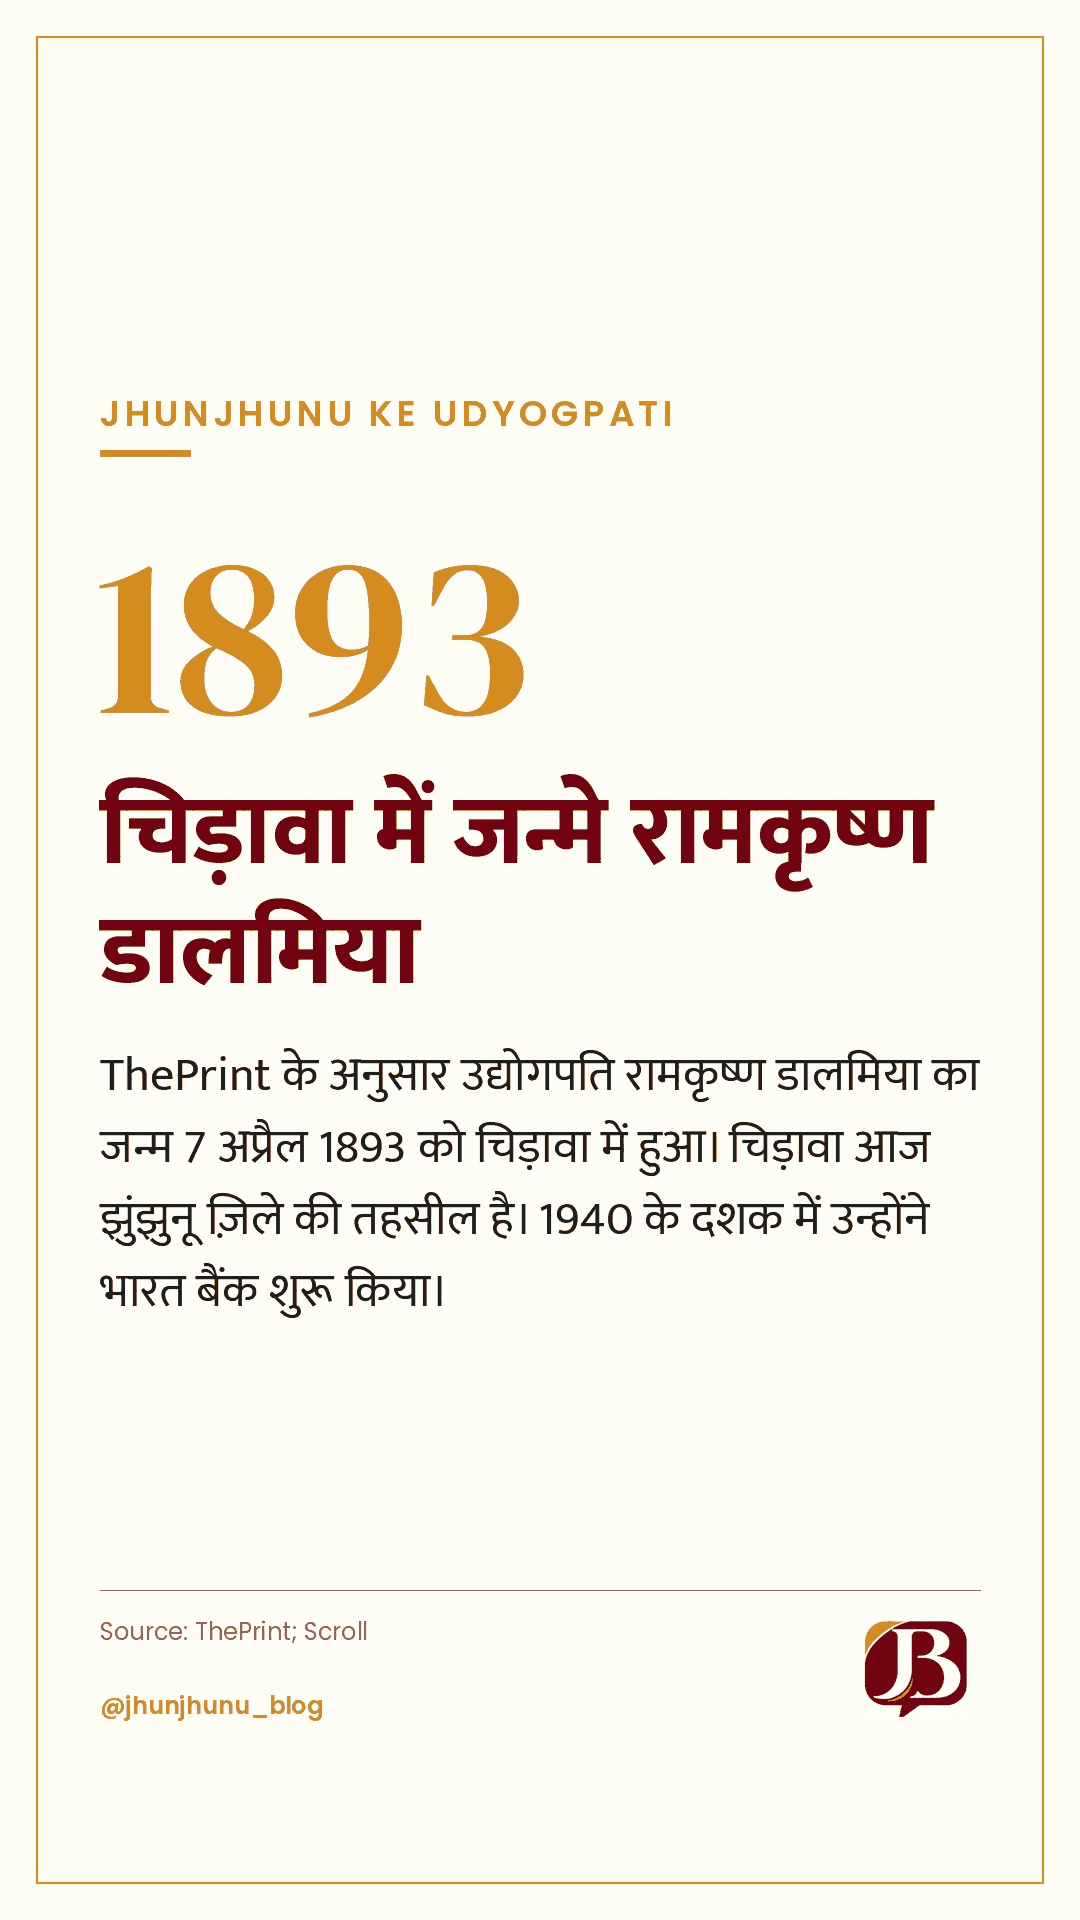 JHUNJHUNU KE UDYOGPATI
1893
चिड़ावा में जन्मे रामकृष्ण
डालमिया
ThePrint के अनुसार उद्योगपति रामकृष्ण डालमिया का
जन्म 7 अप्रैल 1893 को चिड़ावा में हुआ। चिड़ावा आज
झुंझुनू ज़िले की तहसील है। 1940 के दशक में उन्होंने
भारत बैंक शुरू किया।
Source: ThePrint; Scroll
JB
@jhunjhunu_blog